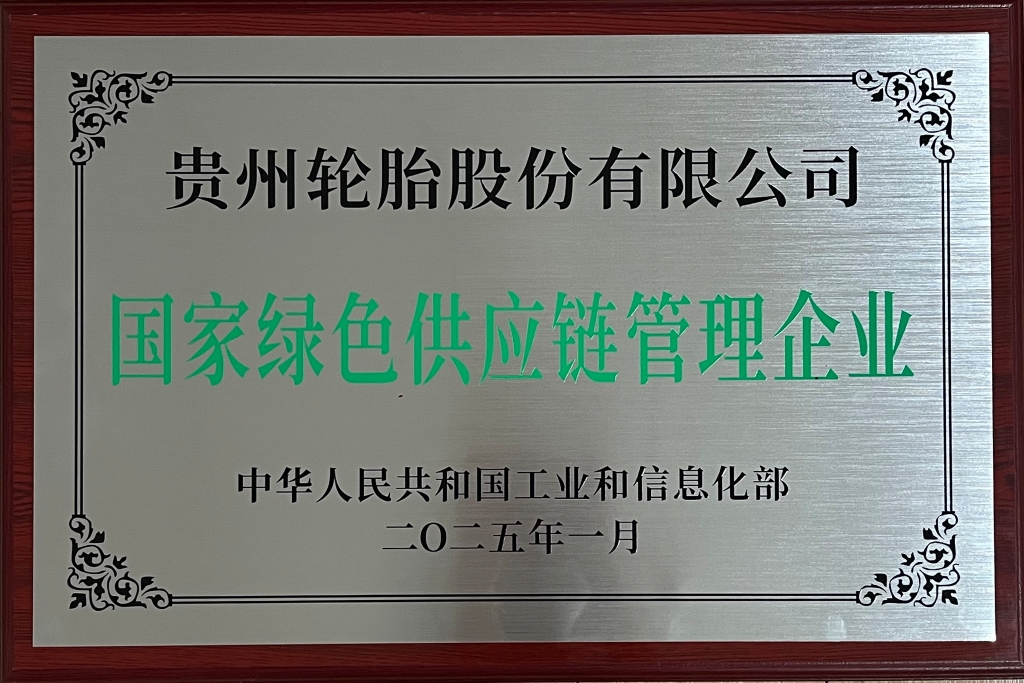 贵州轮胎股份有限公司
国家绿色供应链管理企业
中华人民共和国工业和信息化部
二O二五年一月